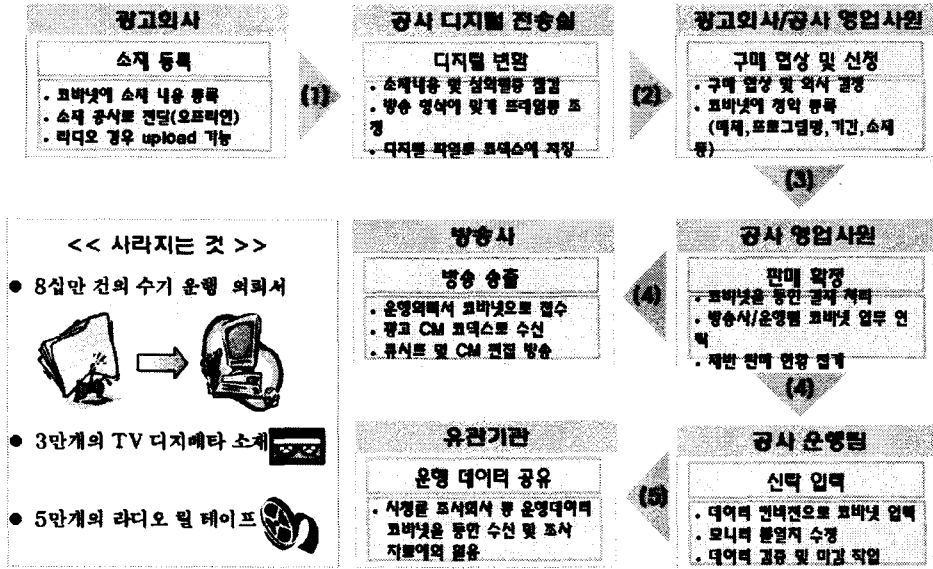 광고회사
소재 등록
• 코바넷에 소재 내용 등록
• 소재 공사로 전달(오프라인)
• 라디오 경우 upload 가능
(1)
공사 디지털 전송실
디지털 변환
• 소재내용 및 심의필증 점검
• 방송 형식에 맞게 프레임등 조
정
• 디지털 파일로 코덱스에 저장
(2)
광고회사/공사 영업사원
구매 협상 및 신청
• 구매 협상 및 의사 결정
• 코바넷에 청약 등록
(매체,프로그램명,기간,소재
등)
(3)
공사 영업사원
판매 확정
• 코바넷을 통한 결재 처리
• 방송사/운행팀 코바넷 업무 연
락
• 제반 판매 현황 집계
(4)
방송사
방송 송출
• 운행의뢰서 코바넷으로 접수
• 광고 CM 코덱스로 수신
• 큐시트 및 CM 편집 방송
(4)
공사 운행팀
신탁 입력
• 데이터 컨버전으로 코바넷 입력
• 모니터 불일치 수정
• 데이터 검증 및 마감 작업
(5)
유관기관
운행 데이터 공유
• 시청률 조사회사 등 운행데이터
코바넷을 통한 수신 및 조사
자료에의 활용
<< 사라지는 것 >>
● 8십만 건의 수기 운행 의뢰서
● 3만개의 TV 디지베타 소재
● 5만개의 라디오 릴 테이프